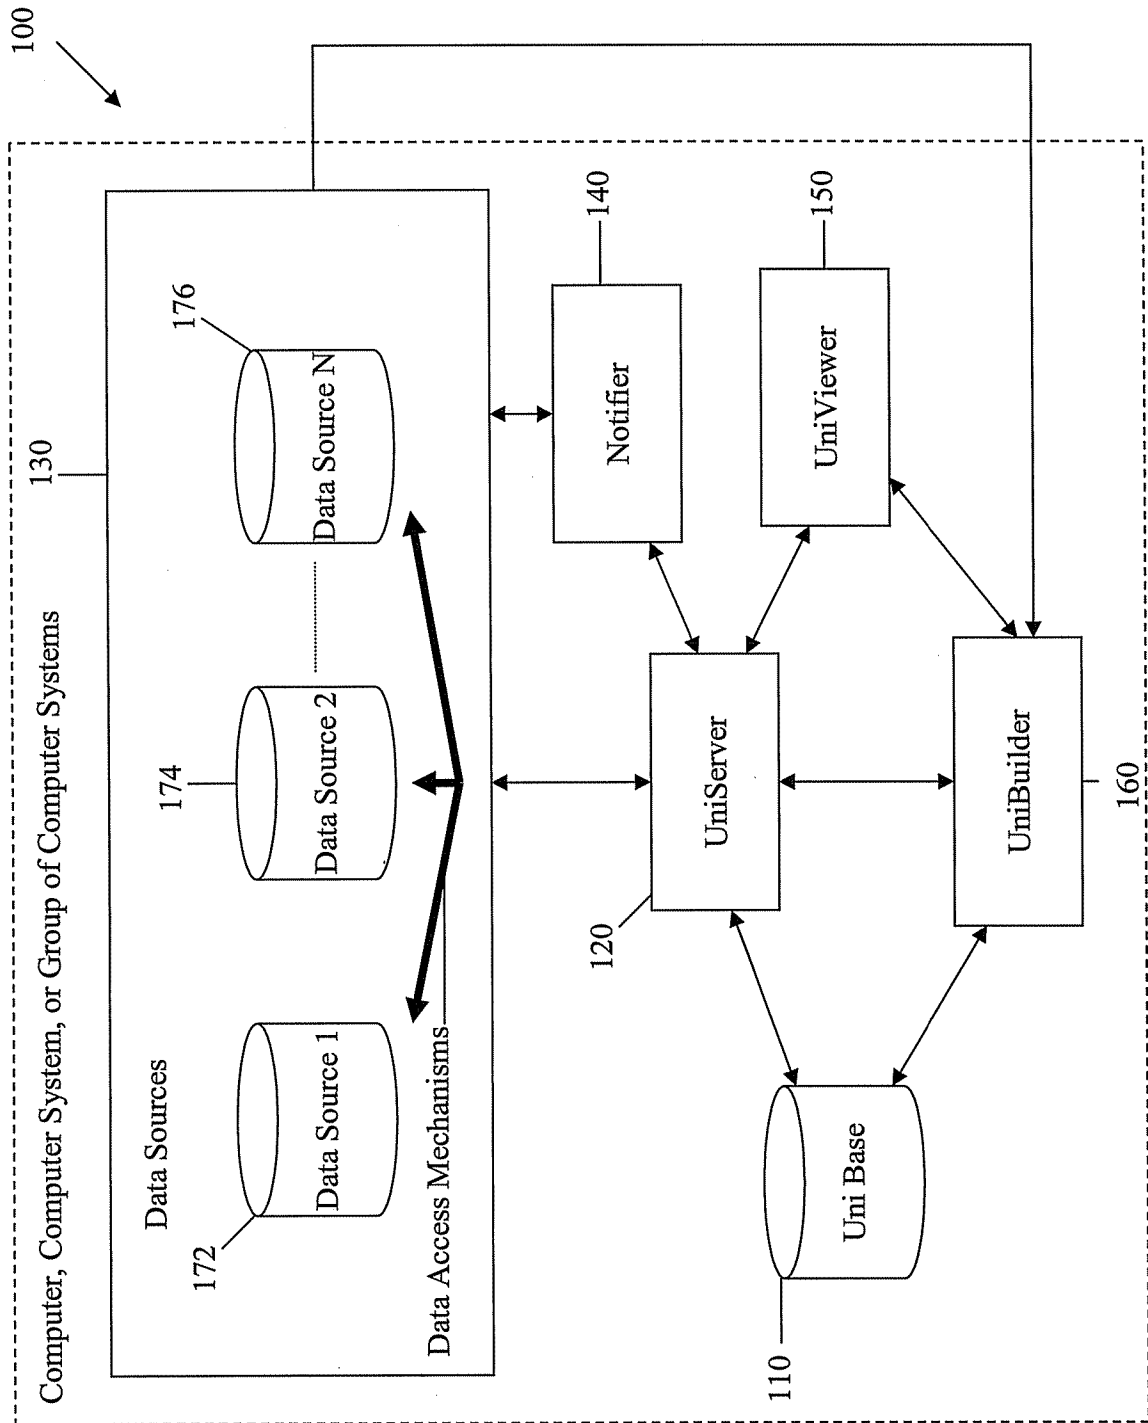 100
Computer, Computer System, or Group of Computer Systems
130
Data Sources
172
174
176
Data Source 1
Data Source 2
Data Source N
Data Access Mechanisms
140
Notifier
120
UniServer
150
UniViewer
110
Uni Base
UniBuilder
160